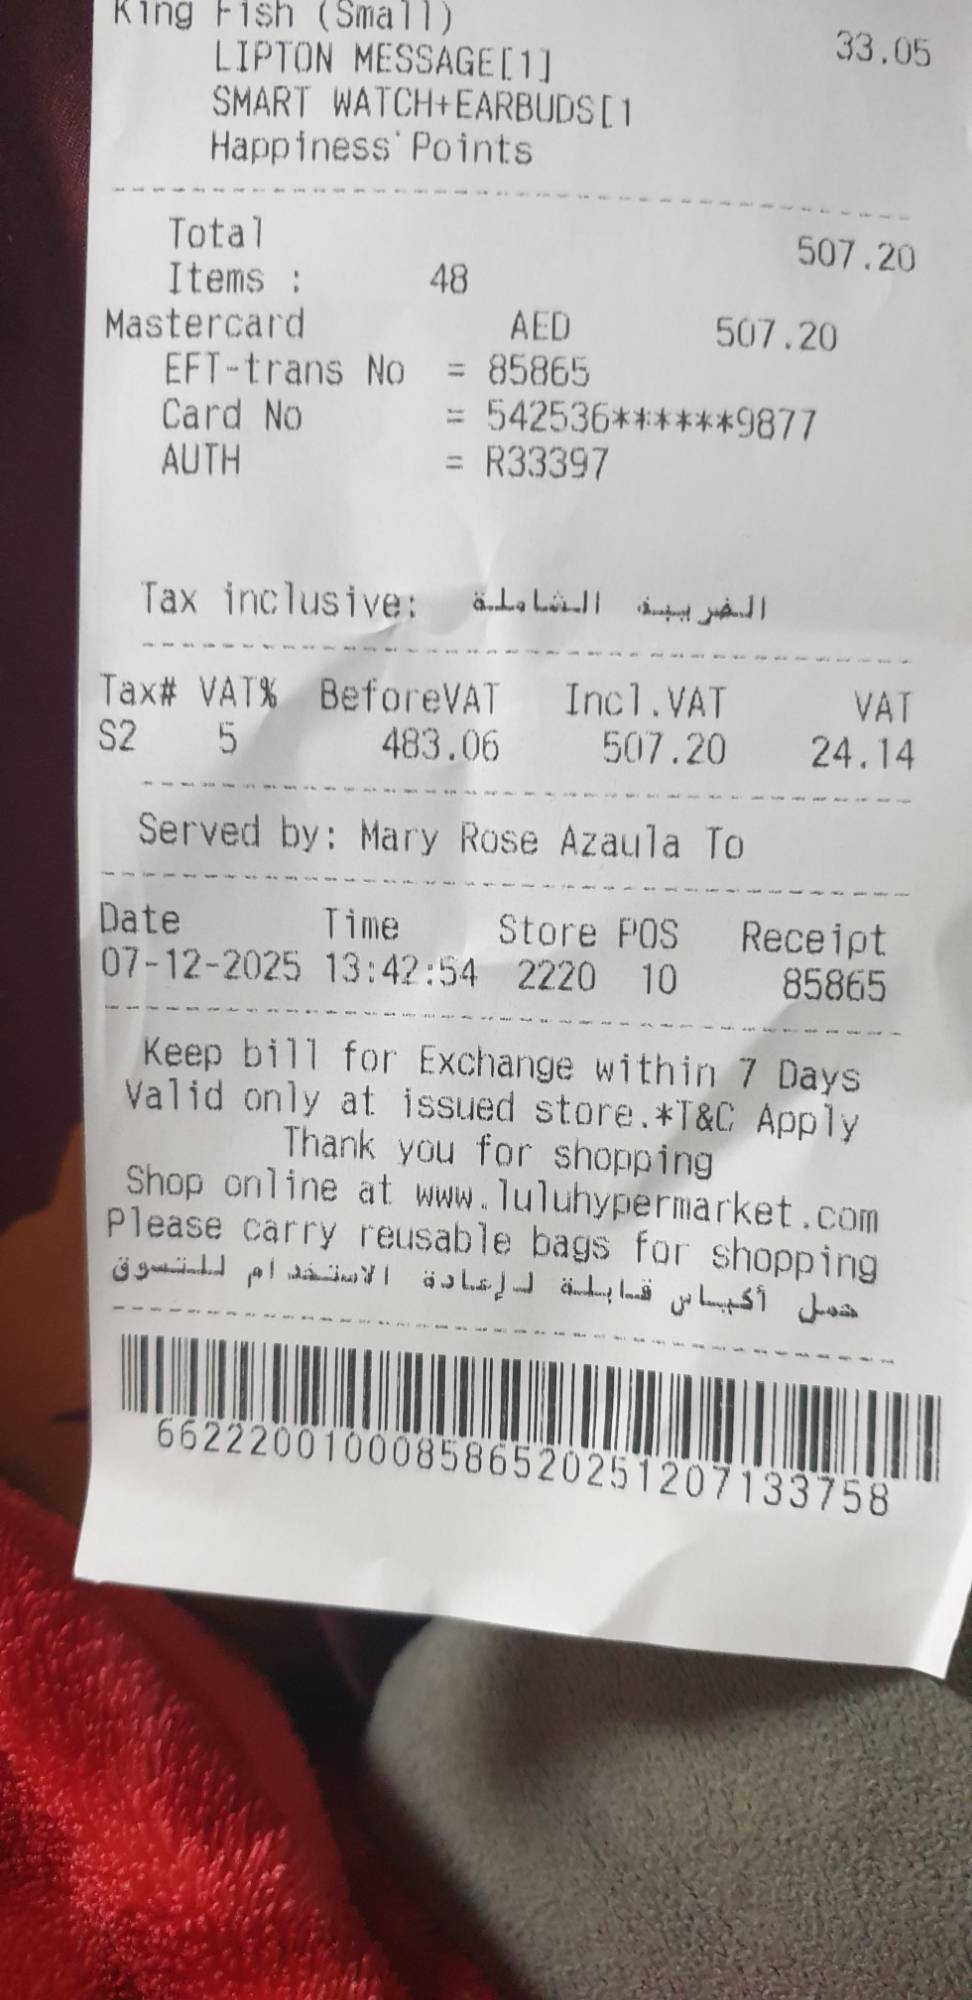 King Fish (Small) 33.05
LIPTON MESSAGE[1]
SMART WATCH+EARBUDS[1
Happiness Points
Total 507.20
Items : 48
Mastercard AED 507.20
EFT-trans No = 85865
Card No = 542536******9877
AUTH = R33397
Tax inclusive: الضريبة الشاملة
Tax# VAT% BeforeVAT Incl.VAT VAT
S2 5 483.06 507.20 24.14
Served by: Mary Rose Azaula To
Date Time Store POS Receipt
07-12-2025 13:42:54 2220 10 85865
Keep bill for Exchange within 7 Days
Valid only at issued store.*T&C Apply
Thank you for shopping
Shop online at www.luluhypermarket.com
Please carry reusable bags for shopping
حمل أكياس قابلة لإعادة الاستخدام للتسوق
662220010008586520251207133758